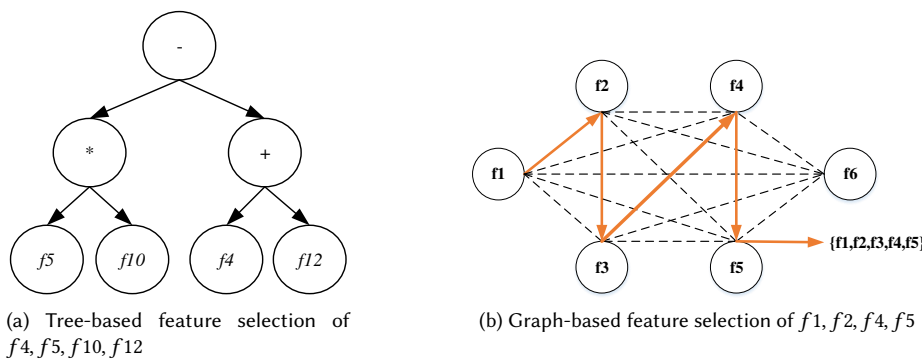 -
*
+
f5
f10
f4
f12
(a) Tree-based feature selection of
f4, f5, f10, f12
f2
f4
f1
f6
f3
f5
{f1,f2,f3,f4,f5}
(b) Graph-based feature selection of f1, f2, f4, f5